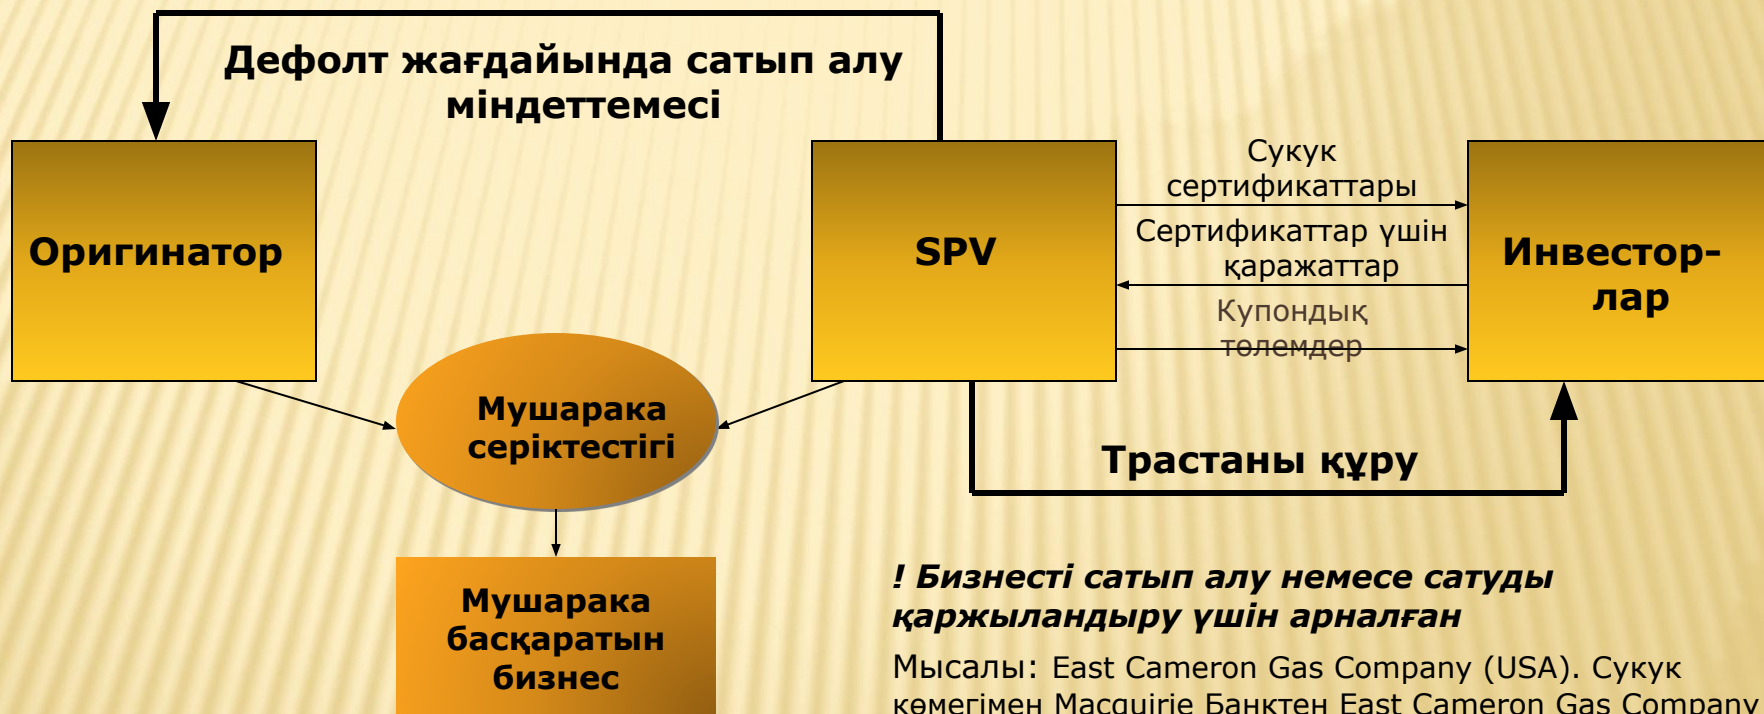 Дефолт жағдайында сатып алу
міндеттемесі
Оригинатор
SPV
Сукук
сертификаттары
Сертификаттар үшін
қаражаттар
Купондық
төлемдер
Инвестор-
лар
Мушарака
серіктестігі
Трастаны құру
Мушарака
басқаратын
бизнес
! Бизнесті сатып алу немесе сатуды
қаржыландыру үшін арналған
Мысалы: East Cameron Gas Company (USA). Сукук
көмегімен Macquirie Банктен East Cameron Gas Company